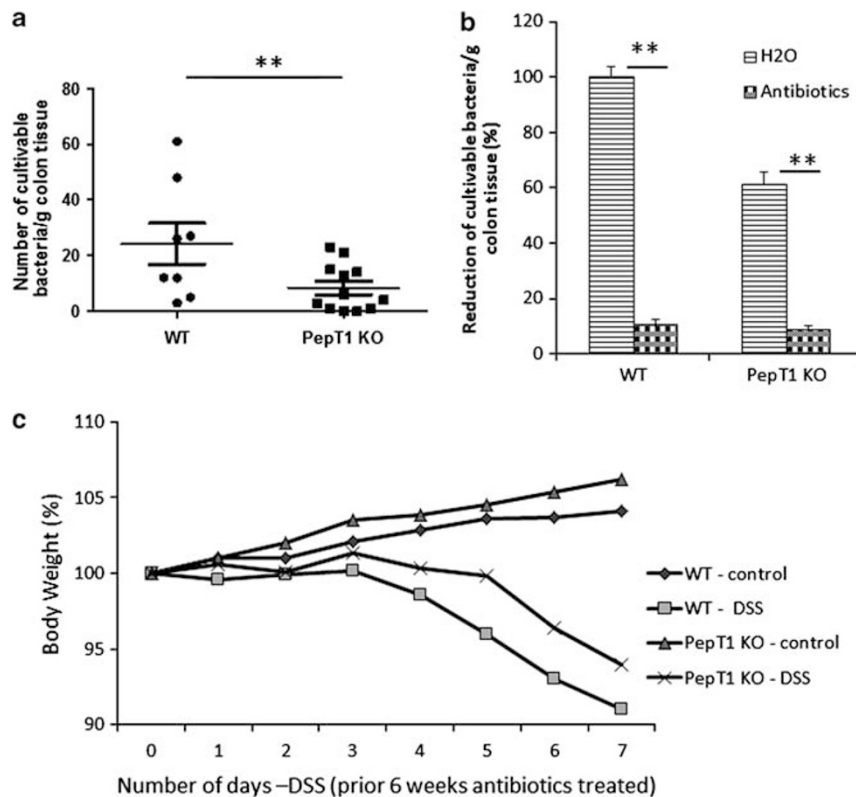 a
**
Number of cultivable
bacteria/g colon tissue
80
60
40
20
0
WT
PepT1 KO
b
Reduction of cultivable bacteria/g
colon tissue (%)
120
100
80
60
40
20
0
**
**
H2O
Antibiotics
WT
PepT1 KO
c
Body Weight (%)
110
105
100
95
90
0 1 2 3 4 5 6 7
Number of days –DSS (prior 6 weeks antibiotics treated)
WT - control
WT - DSS
PepT1 KO - control
PepT1 KO - DSS